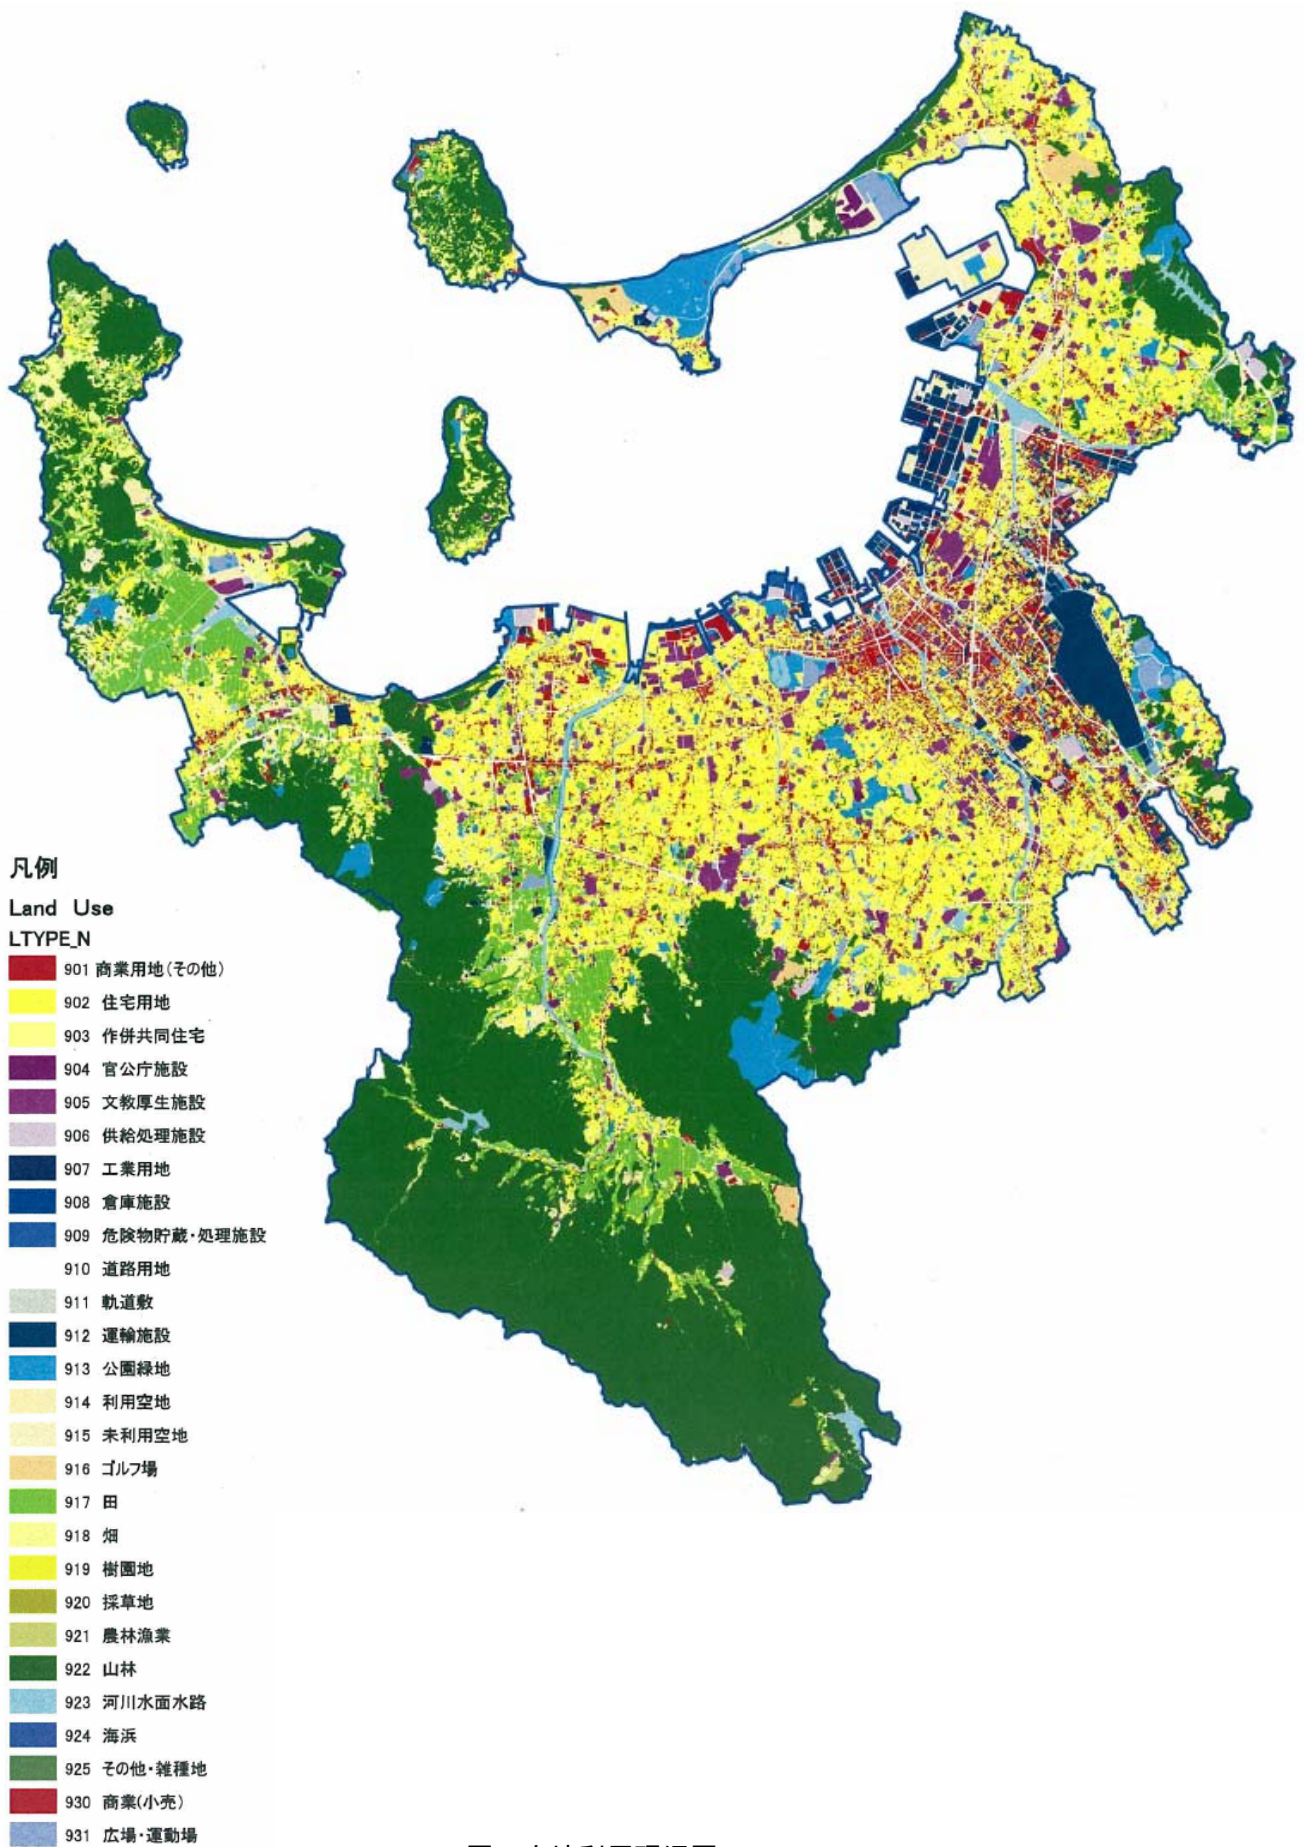 凡例
Land Use
LTYPE_N
901 商業用地(その他)
902 住宅用地
903 作併共同住宅
904 官公庁施設
905 文教厚生施設
906 供給処理施設
907 工業用地
908 倉庫施設
909 危険物貯蔵・処理施設
910 道路用地
911 軌道敷
912 運輸施設
913 公園緑地
914 利用空地
915 未利用空地
916 ゴルフ場
917 田
918 畑
919 樹園地
920 採草地
921 農林漁業
922 山林
923 河川水面水路
924 海浜
925 その他・雑種地
930 商業(小売)
931 広場・運動場